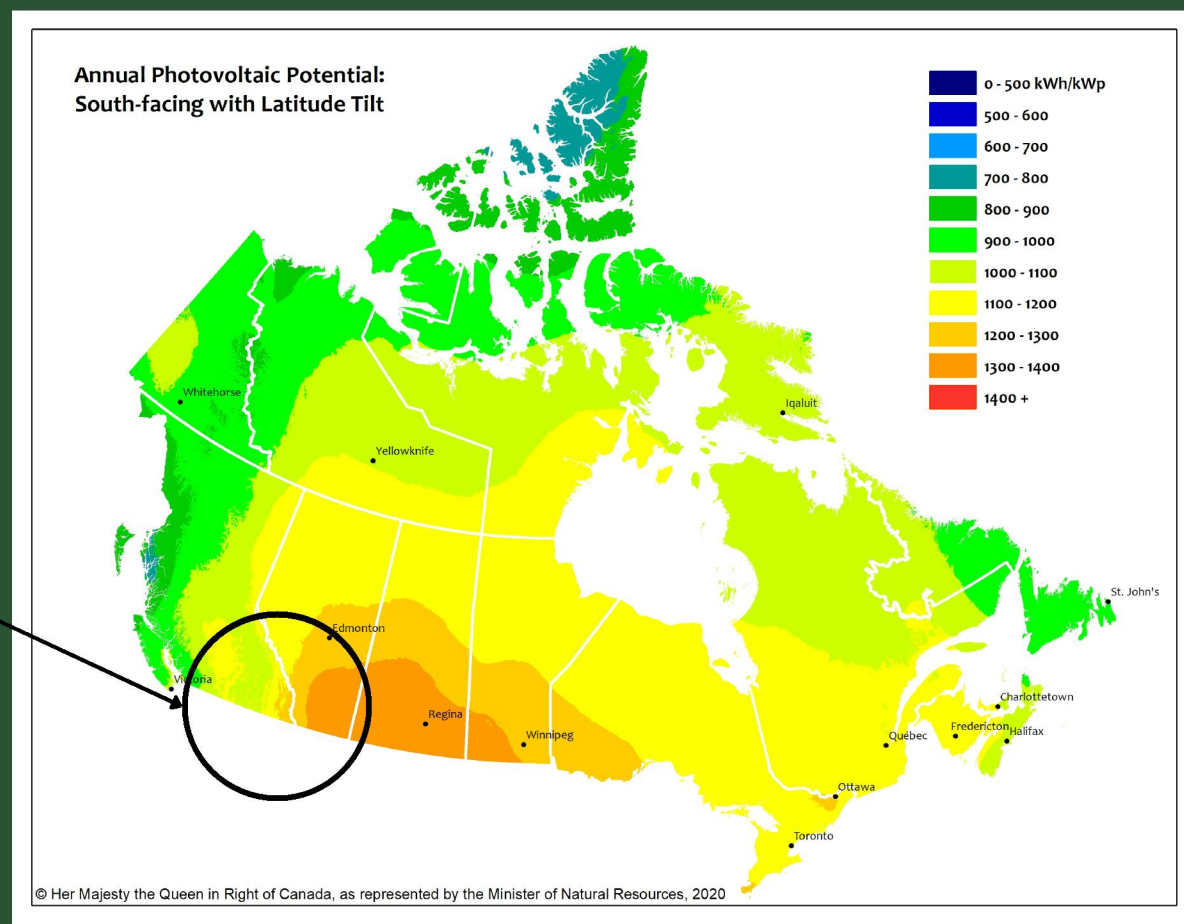 Annual Photovoltaic Potential:
South-facing with Latitude Tilt
0 - 500 kWh/kWp
500 - 600
600 - 700
700 - 800
800 - 900
900 - 1000
1000 - 1100
1100 - 1200
1200 - 1300
1300 - 1400
1400 +
Whitehorse
Iqaluit
Yellowknife
St. John's
Edmonton
Victoria
Charlottetown
Regina
Fredericton
Halifax
Winnipeg
Québec
Ottawa
Toronto
© Her Majesty the Queen in Right of Canada, as represented by the Minister of Natural Resources, 2020